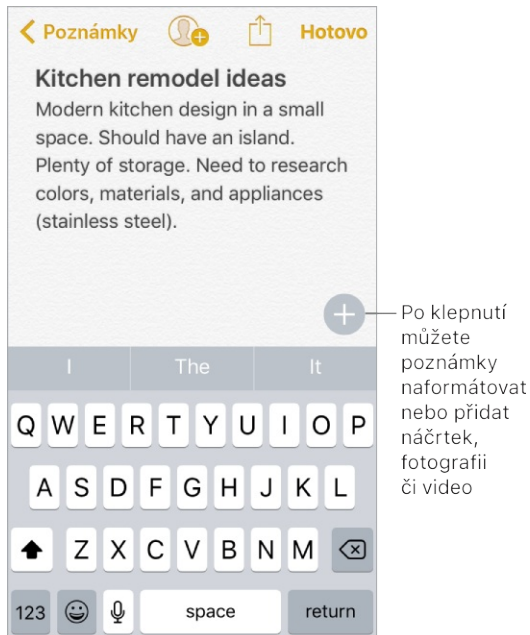 Poznámky
Hotovo
Kitchen remodel ideas
Modern kitchen design in a small
space. Should have an island.
Plenty of storage. Need to research
colors, materials, and appliances
(stainless steel).
Po klepnutí
můžete
poznámky
naformátovat
nebo přidat
náčrtek,
fotografii
či video
I The It
Q W E R T Y U I O P
A S D F G H J K L
Z X C V B N M
123 space return